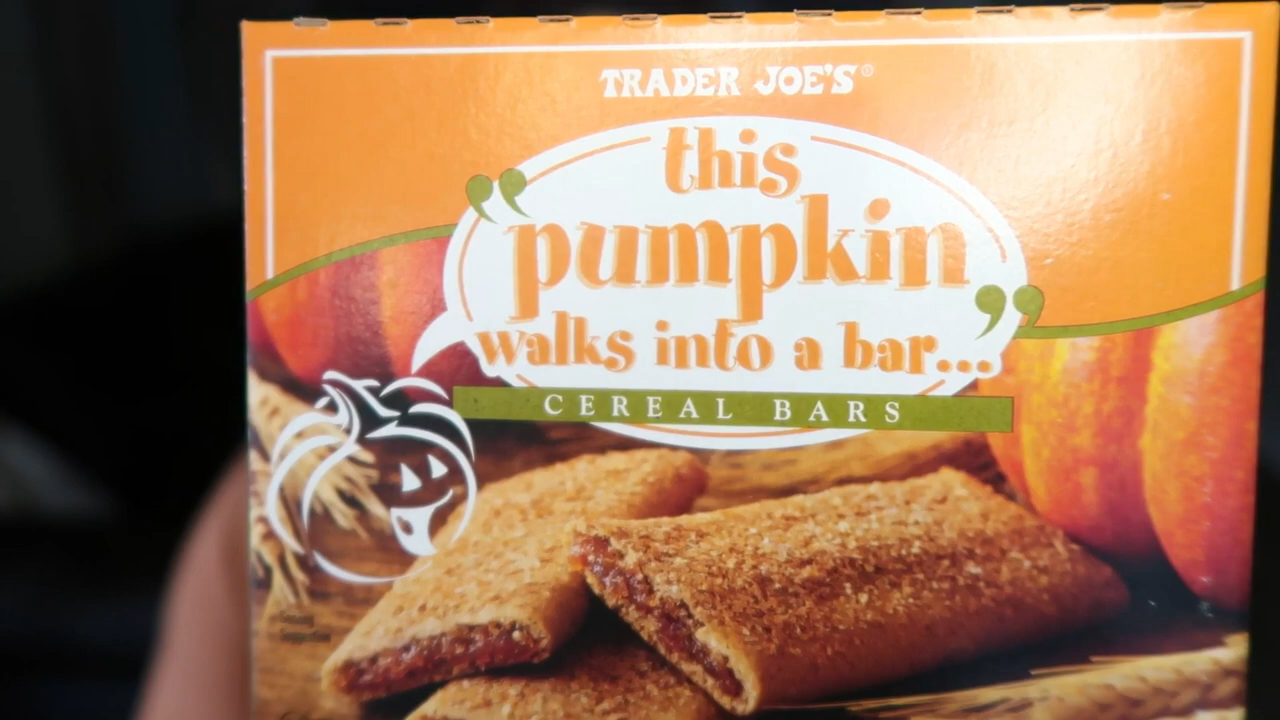 TRADER JOE'S®
"this
pumpkin
walks into a bar..."
CEREAL BARS